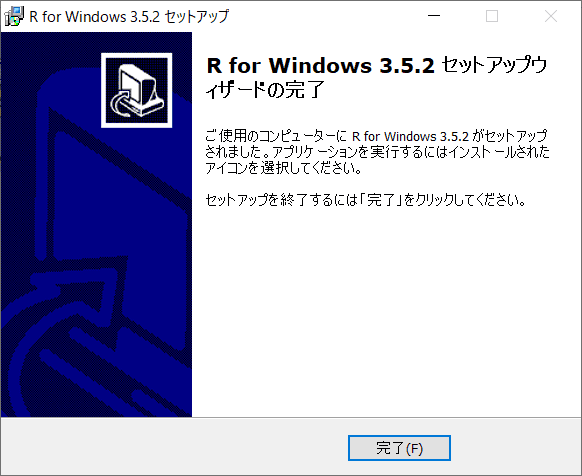 R for Windows 3.5.2 セットアップ
R for Windows 3.5.2 セットアップウ
ィザードの完了
ご使用のコンピューターに R for Windows 3.5.2 がセットアップ
されました。アプリケーションを実行するにはインストールされた
アイコンを選択してください。
セットアップを終了するには「完了」をクリックしてください。
完了(F)